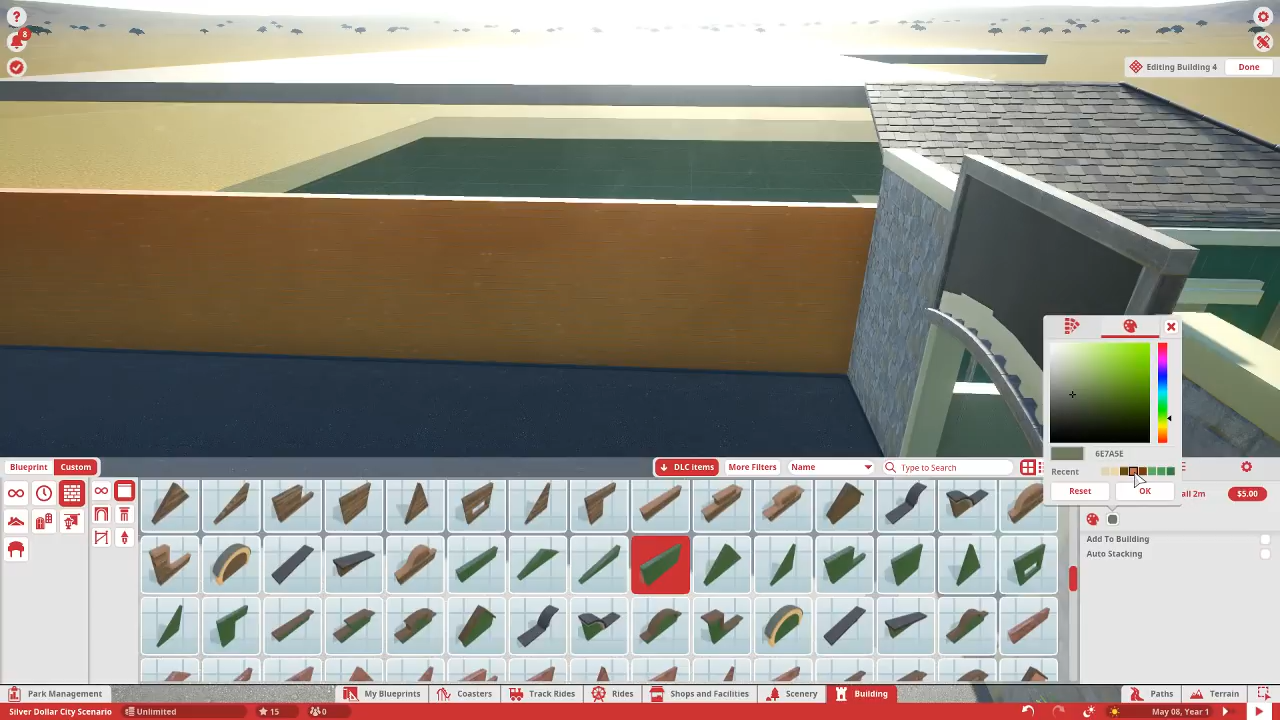 8
Editing Building 4 Done
6E7A5E
Recent
Reset OK
Blueprint Custom DLC items More Filters Name Type to Search
all 2m $5.00
Add To Building
Auto Stacking
Park Management My Blueprints Coasters Track Rides Rides Shops and Facilities Scenery Building Paths Terrain
Silver Dollar City Scenario Unlimited 15 0 May 08, Year 1